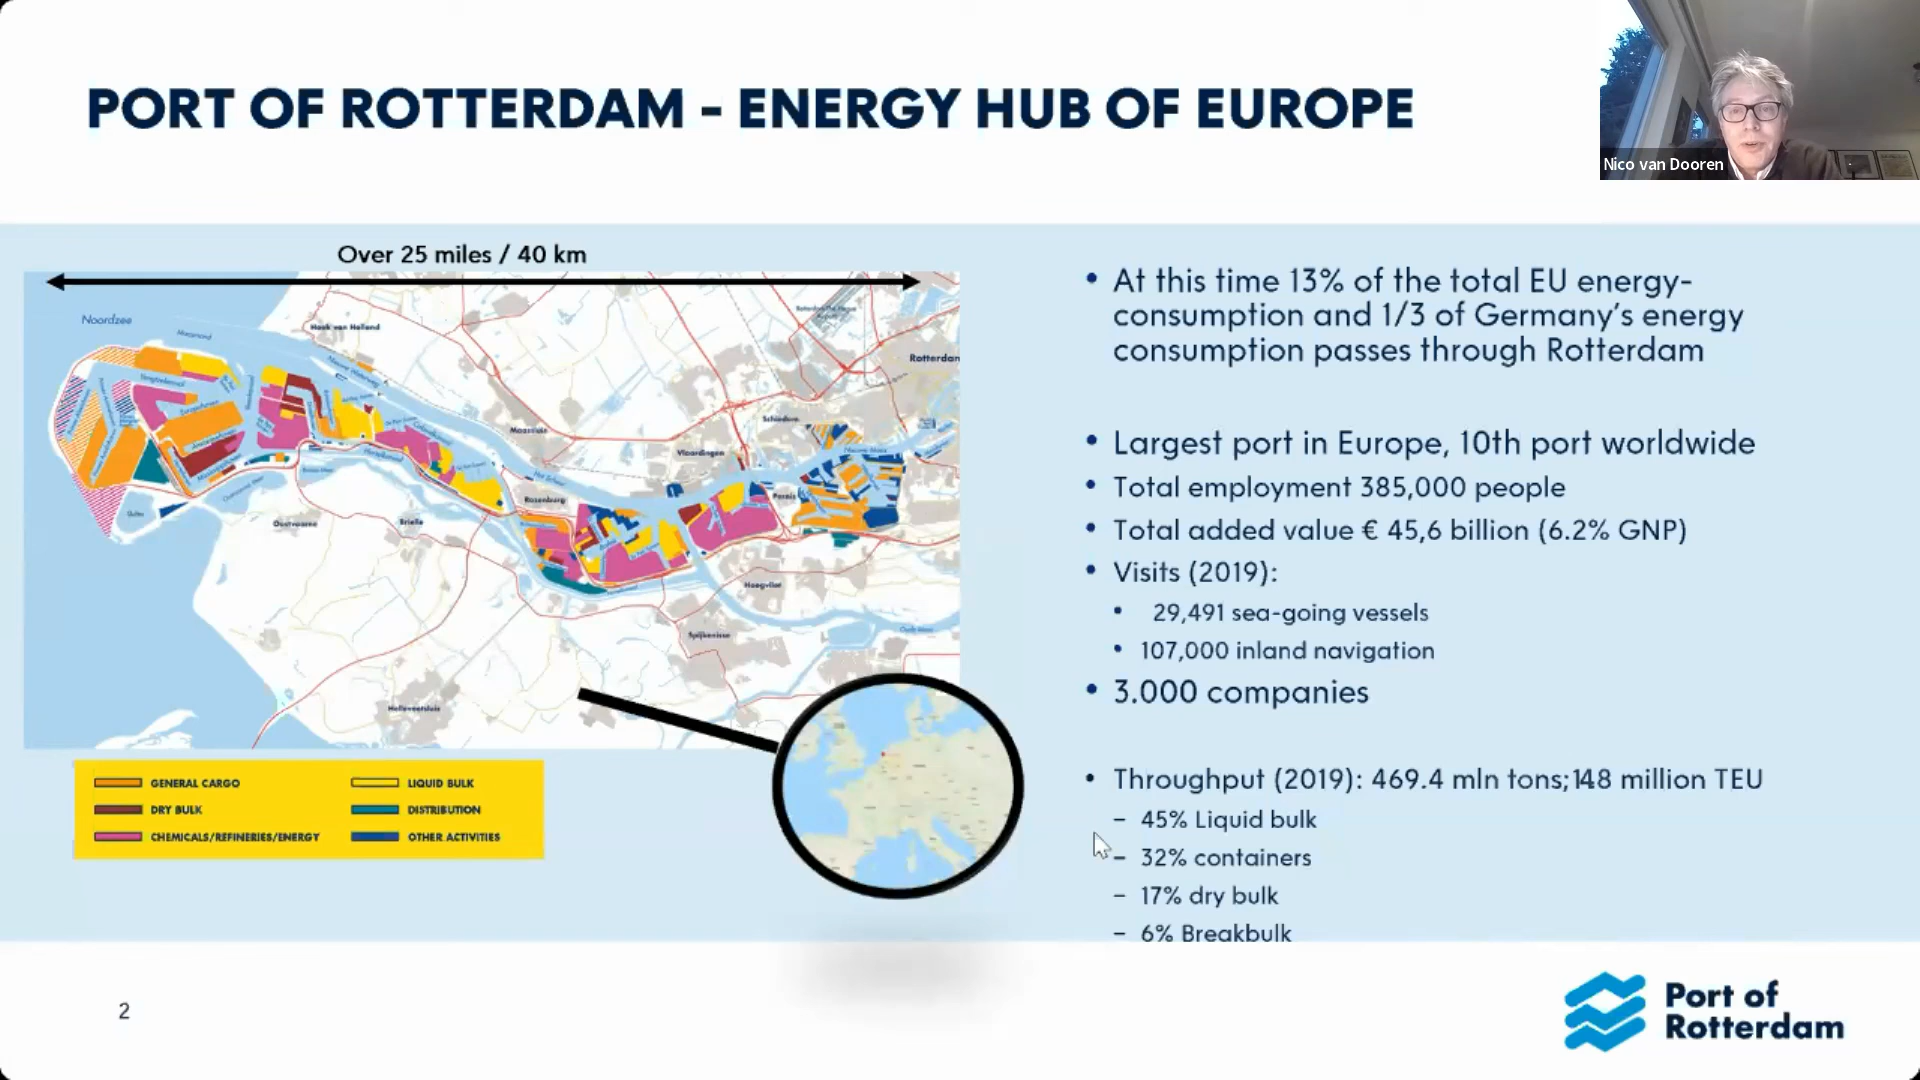 PORT OF ROTTERDAM - ENERGY HUB OF EUROPE
Nico van Dooren
Over 25 miles / 40 km
Noordzee
Hoek van Holland
Rotterdam
Maassluis
Schiedam
Vlaardingen
Rozenburg
Pernis
Oostvoorne
Brielle
Hoogvliet
Spijkenisse
Hellevoetsluis
GENERAL CARGO
LIQUID BULK
DRY BULK
DISTRIBUTION
CHEMICALS/REFINERIES/ENERGY
OTHER ACTIVITIES
• At this time 13% of the total EU energy-
consumption and 1/3 of Germany's energy
consumption passes through Rotterdam
• Largest port in Europe, 10th port worldwide
• Total employment 385,000 people
• Total added value € 45,6 billion (6.2% GNP)
• Visits (2019):
• 29,491 sea-going vessels
• 107,000 inland navigation
• 3.000 companies
• Throughput (2019): 469.4 mln tons; million TEU
– 45% Liquid bulk
– 32% containers
– 17% dry bulk
– 6% Breakbulk
2
Port of
Rotterdam